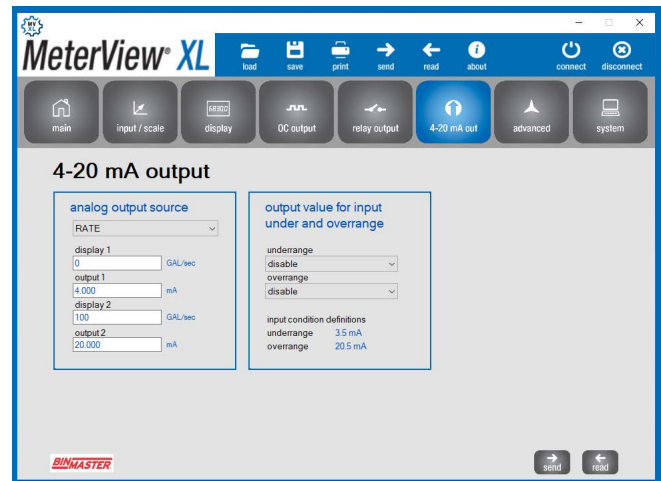 MV
XL
MeterView® XL
load
save
print
send
read
about
connect
disconnect
main
input / scale
68900
display
OC output
relay output
4-20 mA out
advanced
system
4-20 mA output
analog output source
RATE
display 1
0 GAL/sec
output 1
4.000 mA
display 2
100 GAL/sec
output 2
20.000 mA
output value for input
under and overrange
underrange
disable
overrange
disable
input condition definitions
underrange 3.5 mA
overrange 20.5 mA
BINMASTER
send
read